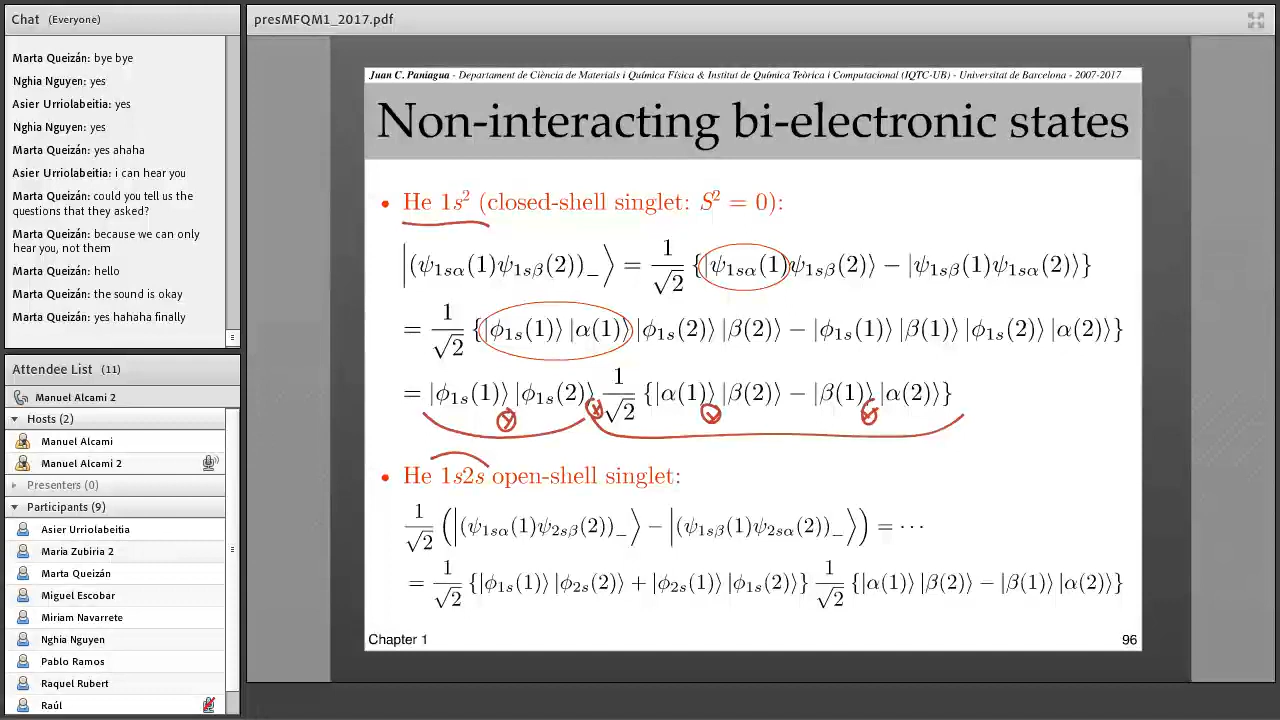 Chat (Everyone)
Marta Queizán: bye bye
Nghia Nguyen: yes
Asier Urriolabeitia: yes
Nghia Nguyen: yes
Marta Queizán: yes ahaha
Asier Urriolabeitia: i can hear you
Marta Queizán: could you tell us the
questions that they asked?
Marta Queizán: because we can only
hear you, not them
Marta Queizán: hello
Marta Queizán: the sound is okay
Marta Queizán: yes hahaha finally
Attendee List (11)
Manuel Alcami 2
Hosts (2)
Manuel Alcami
Manuel Alcami 2
Presenters (0)
Participants (9)
Asier Urriolabeitia
Maria Zubiria 2
Marta Queizán
Miguel Escobar
Miriam Navarrete
Nghia Nguyen
Pablo Ramos
Raquel Rubert
Raúl
presMFQM1_2017.pdf
Juan C. Paniagua - Departament de Ciència de Materials i Química Física & Institut de Química Teòrica i Computacional (IQTC-UB) - Universitat de Barcelona - 2007-2017
Non-interacting bi-electronic states
• He 1s² (closed-shell singlet: S² = 0):
|(ψ1sα(1)ψ1sβ(2))−⟩ = 1/√2 {|ψ1sα(1)ψ1sβ(2)⟩ − |ψ1sβ(1)ψ1sα(2)⟩}
= 1/√2 {|ϕ1s(1)⟩ |α(1)⟩ |ϕ1s(2)⟩ |β(2)⟩ − |ϕ1s(1)⟩ |β(1)⟩ |ϕ1s(2)⟩ |α(2)⟩}
= |ϕ1s(1)⟩ |ϕ1s(2)⟩ 1/√2 {|α(1)⟩ |β(2)⟩ − |β(1)⟩ |α(2)⟩}
• He 1s2s open-shell singlet:
1/√2 (|(ψ1sα(1)ψ2sβ(2))−⟩ − |(ψ1sβ(1)ψ2sα(2))−⟩) = ···
= 1/√2 {|ϕ1s(1)⟩ |ϕ2s(2)⟩ + |ϕ2s(1)⟩ |ϕ1s(2)⟩} 1/√2 {|α(1)⟩ |β(2)⟩ − |β(1)⟩ |α(2)⟩}
Chapter 1
96